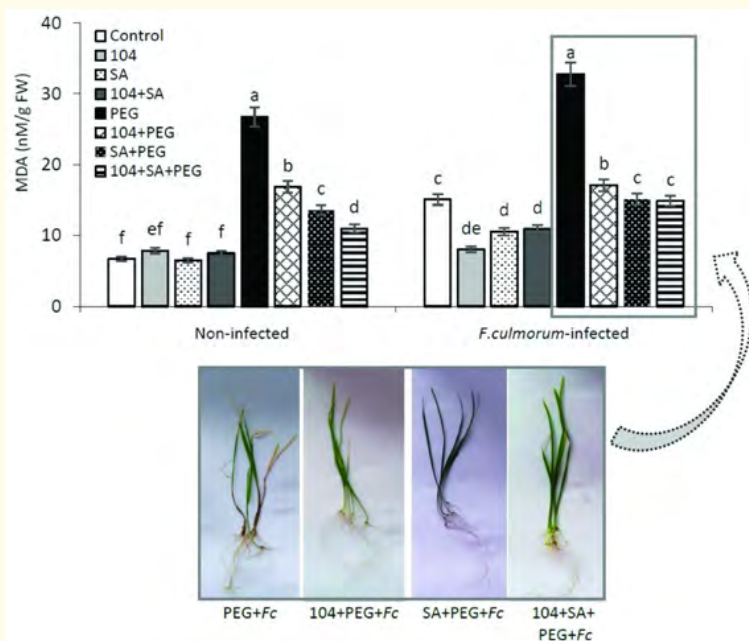 40
30
20
10
0
MDA (nM/g FW)
Control
104
SA
104+SA
PEG
104+PEG
SA+PEG
104+SA+PEG
f
ef
f
f
a
b
c
d
c
de
d
d
a
b
c
c
Non-infected
F.culmorum-infected
PEG+Fc
104+PEG+Fc
SA+PEG+Fc
104+SA+
PEG+Fc